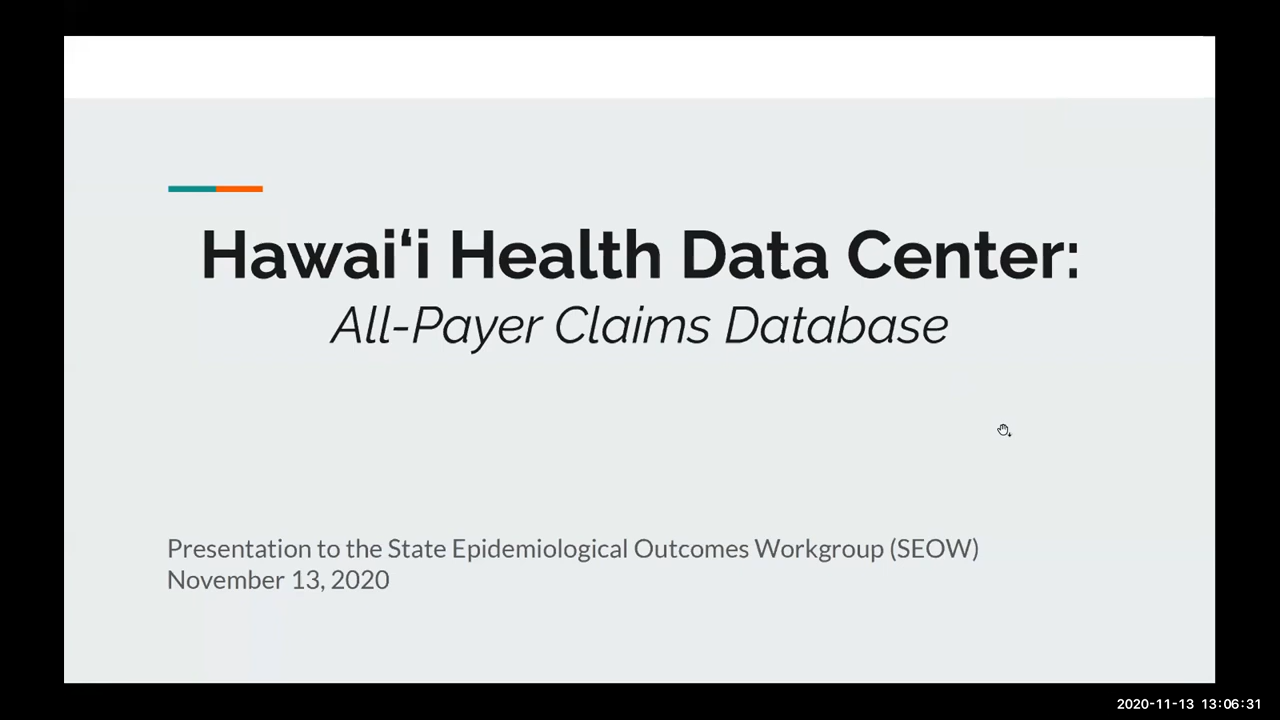 Hawaiʻi Health Data Center:
All-Payer Claims Database
Presentation to the State Epidemiological Outcomes Workgroup (SEOW)
November 13, 2020
2020-11-13 13:06:31